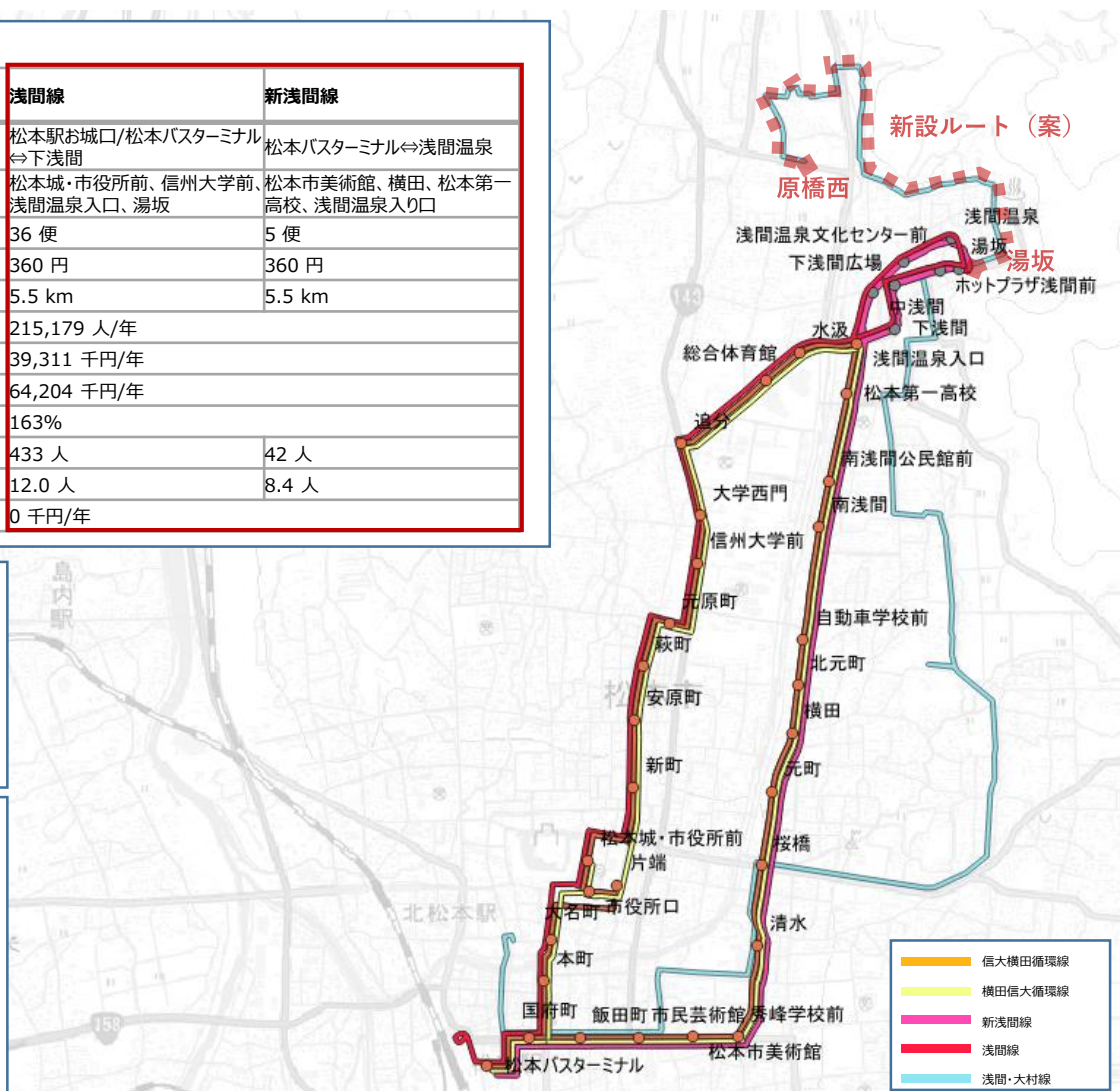 浅間線 新浅間線
松本駅お城口/松本バスターミナル
⇔下浅間
松本バスターミナル⇔浅間温泉
松本城・市役所前、信州大学前、
浅間温泉入口、湯坂
松本市美術館、横田、松本第一
高校、浅間温泉入り口
36 便 5 便
360 円 360 円
5.5 km 5.5 km
215,179 人/年
39,311 千円/年
64,204 千円/年
163%
433 人 42 人
12.0 人 8.4 人
0 千円/年
新設ルート（案）
原橋西
浅間温泉
浅間温泉文化センター前
湯坂
湯坂
下浅間広場
ホットプラザ浅間前
143
中浅間
水汲
下浅間
総合体育館
浅間温泉入口
松本第一高校
追分
南浅間公民館前
大学西門
南浅間
信州大学前
島内駅
元原町
自動車学校前
萩町
北元町
松本市
安原町
横田
新町
元町
松本城・市役所前
桜橋
片端
北松本駅
大名町
市役所口
清水
本町
国府町
飯田町
市民芸術館
秀峰学校前
158
松本バスターミナル
松本市美術館
信大横田循環線
横田信大循環線
新浅間線
浅間線
浅間・大村線